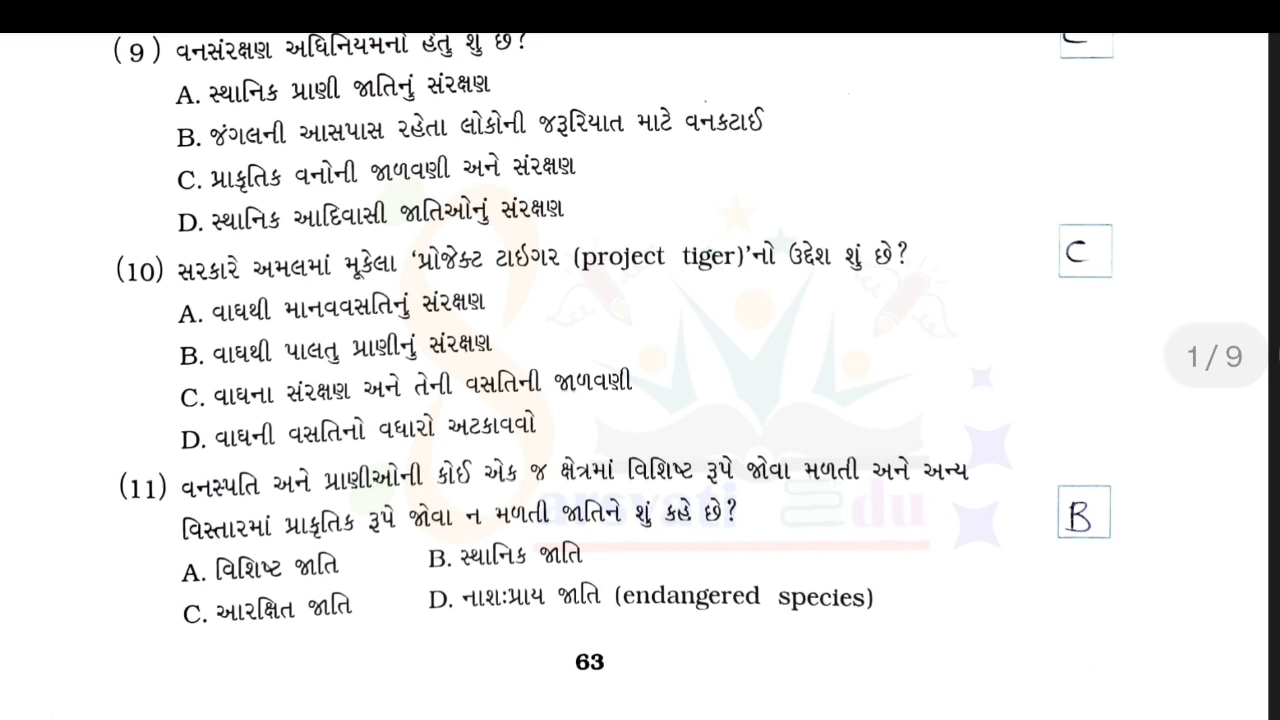 (9) વનસંરક્ષણ અધિનિયમનો હેતુ શું છે?
A. સ્થાનિક પ્રાણી જાતિનું સંરક્ષણ
B. જંગલની આસપાસ રહેતા લોકોની જરૂરિયાત માટે વનકટાઈ
C. પ્રાકૃતિક વનોની જાળવણી અને સંરક્ષણ
D. સ્થાનિક આદિવાસી જાતિઓનું સંરક્ષણ
(10) સરકારે અમલમાં મૂકેલા 'પ્રોજેક્ટ ટાઇગર (project tiger)'નો ઉદ્દેશ શું છે? C
A. વાઘથી માનવવસતિનું સંરક્ષણ
B. વાઘથી પાલતુ પ્રાણીનું સંરક્ષણ
1/9
C. વાઘના સંરક્ષણ અને તેની વસતિની જાળવણી
D. વાઘની વસતિનો વધારો અટકાવવો
(11) વનસ્પતિ અને પ્રાણીઓની કોઈ એક જ ક્ષેત્રમાં વિશિષ્ટ રૂપે જોવા મળતી અને અન્ય
વિસ્તારમાં પ્રાકૃતિક રૂપે જોવા ન મળતી જાતિને શું કહે છે? B
A. વિશિષ્ટ જાતિ B. સ્થાનિક જાતિ
C. આરક્ષિત જાતિ D. નાશઃપ્રાય જાતિ (endangered species)
63